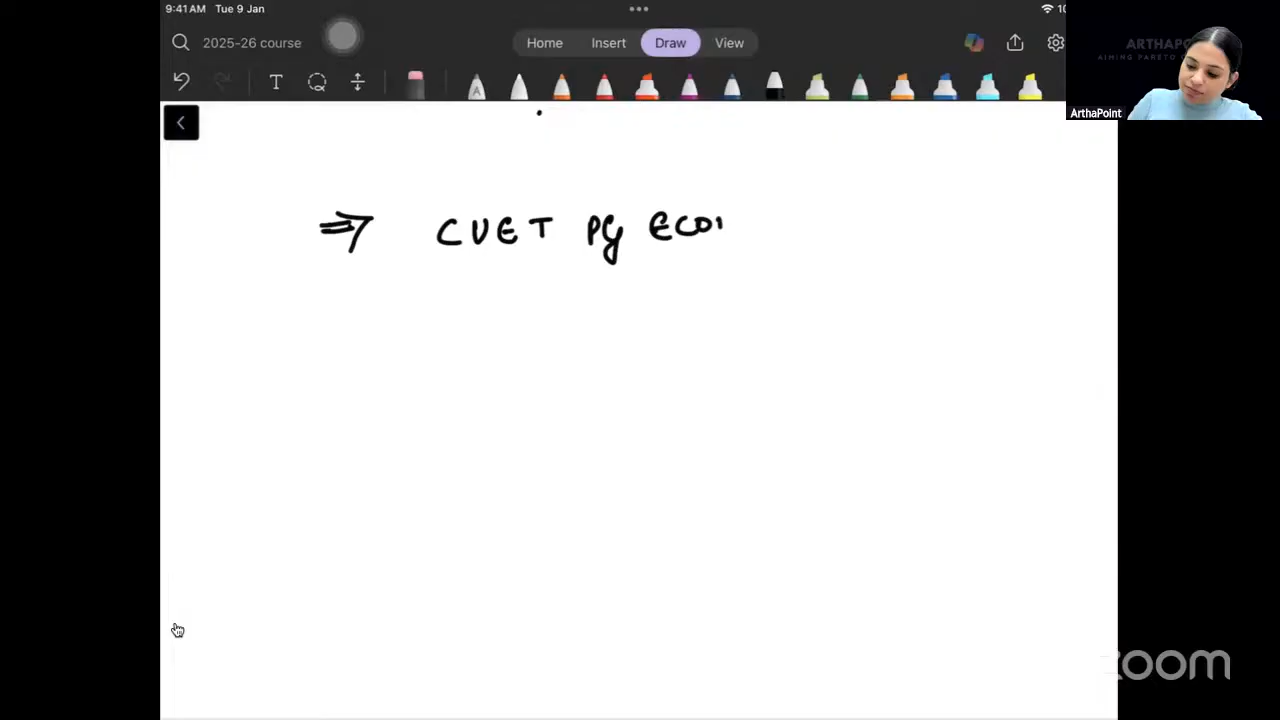 9:41 AM Tue 9 Jan
2025-26 course
Home Insert Draw View
T
A
ArthaPoint
⇒ CUET PG ECO
zoom